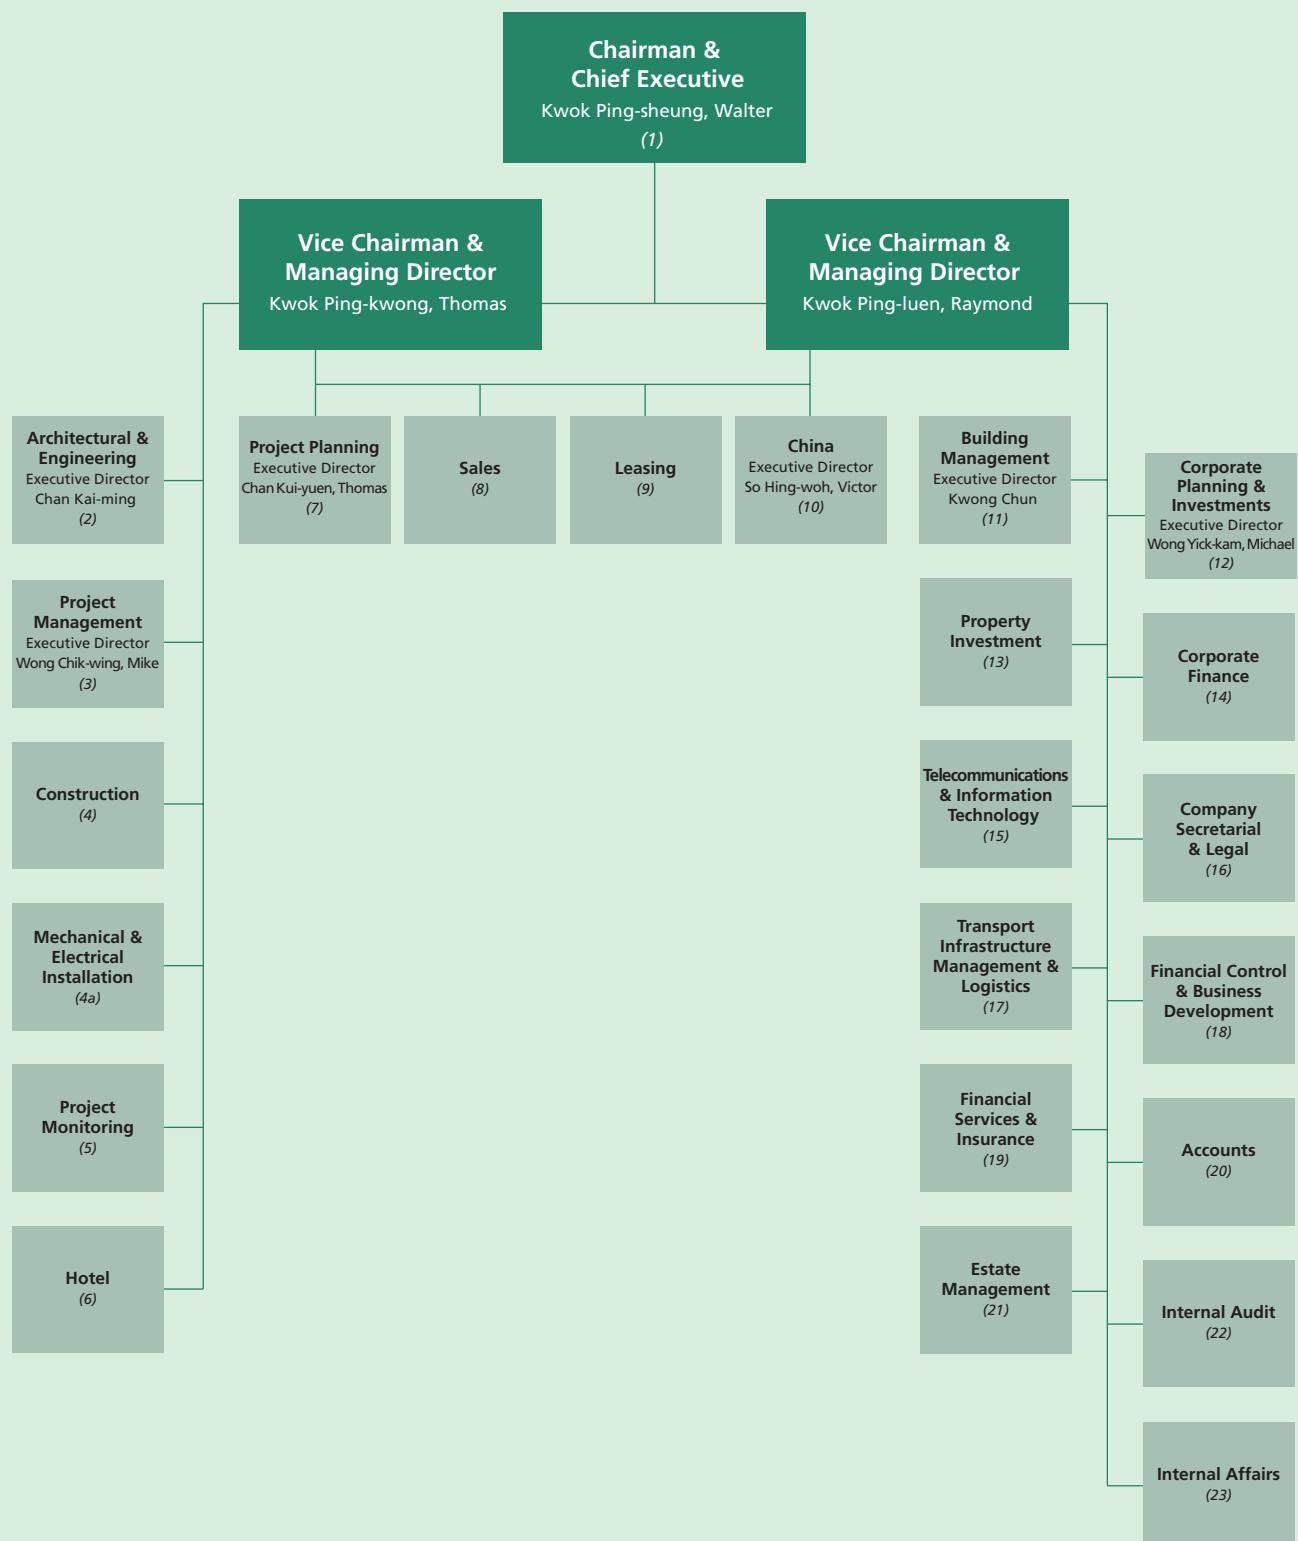 Chairman &
Chief Executive
Kwok Ping-sheung, Walter
(1)
Vice Chairman &
Managing Director
Kwok Ping-kwong, Thomas
Vice Chairman &
Managing Director
Kwok Ping-luen, Raymond
Architectural &
Engineering
Executive Director
Chan Kai-ming
(2)
Project Management
Executive Director
Wong Chik-wing, Mike
(3)
Construction
(4)
Mechanical &
Electrical
Installation
(4a)
Project
Monitoring
(5)
Hotel
(6)
Project Planning
Executive Director
Chan Kui-yuen, Thomas
(7)
Sales
(8)
Leasing
(9)
China
Executive Director
So Hing-woh, Victor
(10)
Building
Management
Executive Director
Kwong Chun
(11)
Corporate
Planning &
Investments
Executive Director
Wong Yick-kam, Michael
(12)
Property
Investment
(13)
Corporate
Finance
(14)
Telecommunications
& Information
Technology
(15)
Company
Secretarial
& Legal
(16)
Transport
Infrastructure
Management &
Logistics
(17)
Financial Control
& Business
Development
(18)
Financial
Services &
Insurance
(19)
Accounts
(20)
Estate
Management
(21)
Internal Audit
(22)
Internal Affairs
(23)